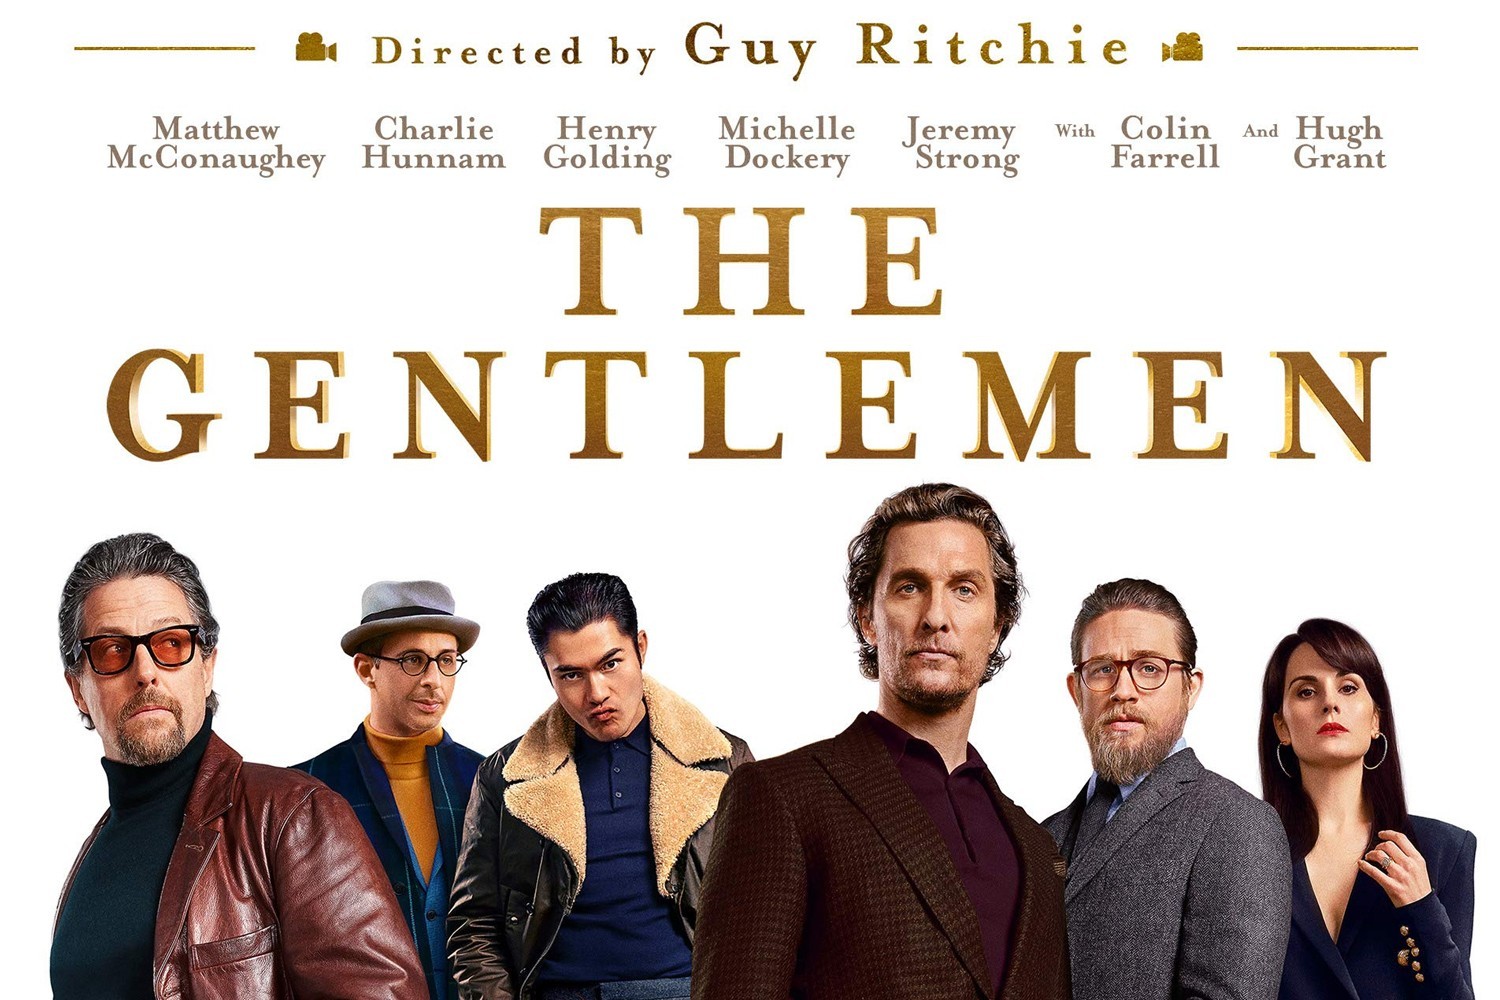 Directed by Guy Ritchie
Matthew McConaughey Charlie Hunnam Henry Golding Michelle Dockery Jeremy Strong With Colin Farrell And Hugh Grant
THE
GENTLEMEN